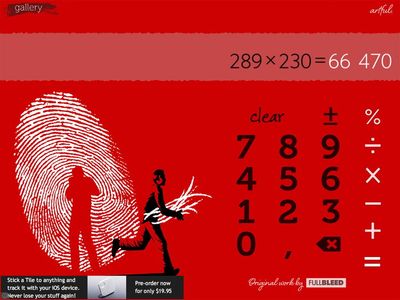 gallery
artfuli
289×230=66 470
clear ± %
7 8 9 ÷
4 5 6 ×
1 2 3 −
0 , +
=
Original work by FULLBLEED
Stick a Tile to anything and
track it with your iOS device.
Never lose your stuff again!
Pre-order now
for only $19.95